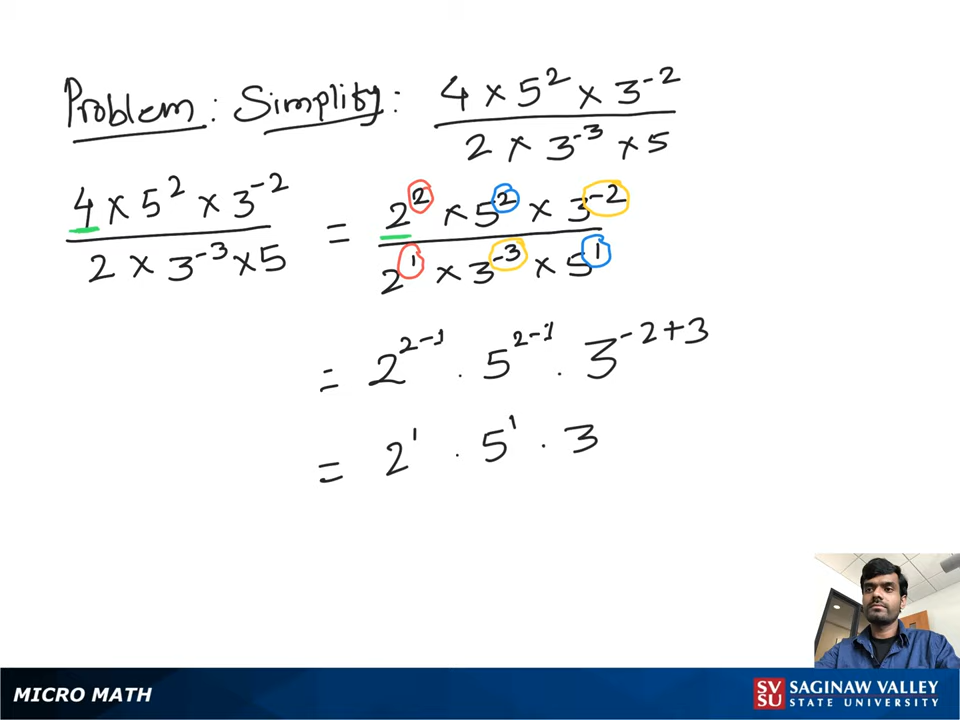 Problem: Simplify: (4 × 5² × 3⁻²) / (2 × 3⁻³ × 5)
(4 × 5² × 3⁻²) / (2 × 3⁻³ × 5) = (2² × 5² × 3⁻²) / (2¹ × 3⁻³ × 5¹)
= 2²⁻¹ . 5²⁻¹ . 3⁻²⁺³
= 2¹ . 5¹ . 3
MICRO MATH
SV SU SAGINAW VALLEY
STATE UNIVERSITY